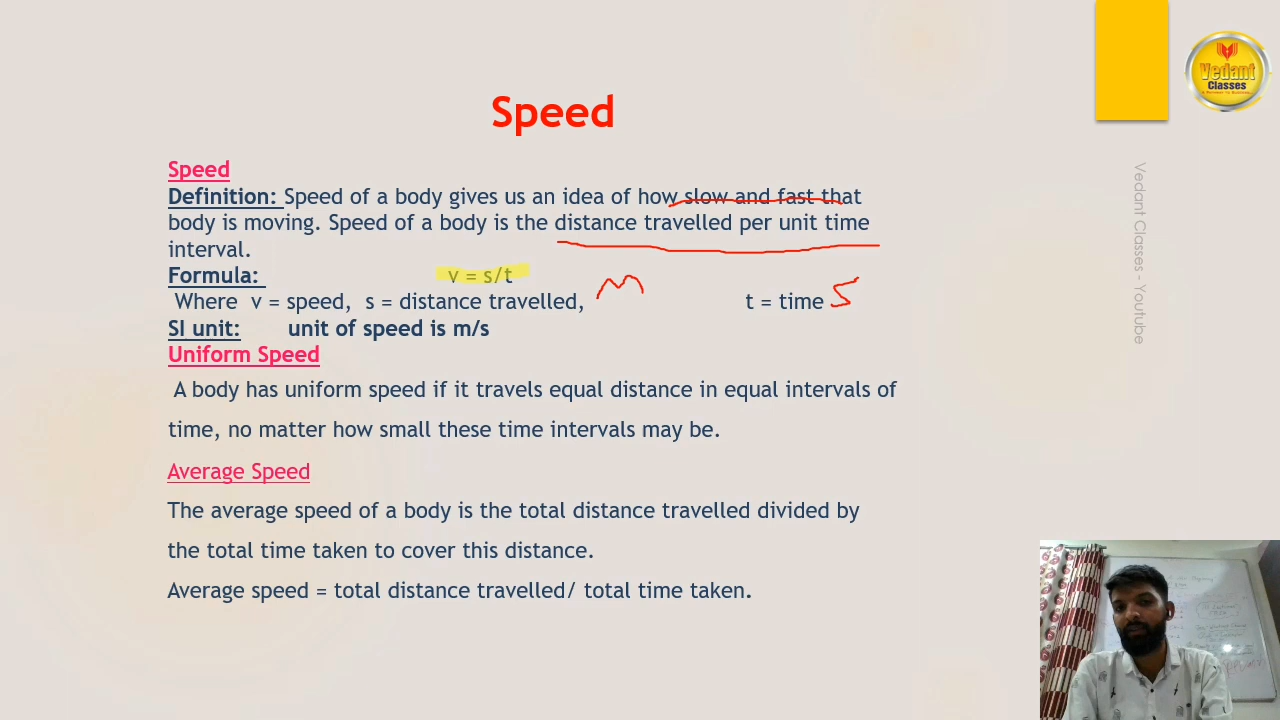 Speed
Vedant
Classes
Speed
Definition: Speed of a body gives us an idea of how slow and fast that
body is moving. Speed of a body is the distance travelled per unit time
interval.
Formula: v = s/t
Where v = speed, s = distance travelled, m t = time s
SI unit: unit of speed is m/s
Uniform Speed
A body has uniform speed if it travels equal distance in equal intervals of
time, no matter how small these time intervals may be.
Average Speed
The average speed of a body is the total distance travelled divided by
the total time taken to cover this distance.
Average speed = total distance travelled/ total time taken.
Vedant Classes - Youtube